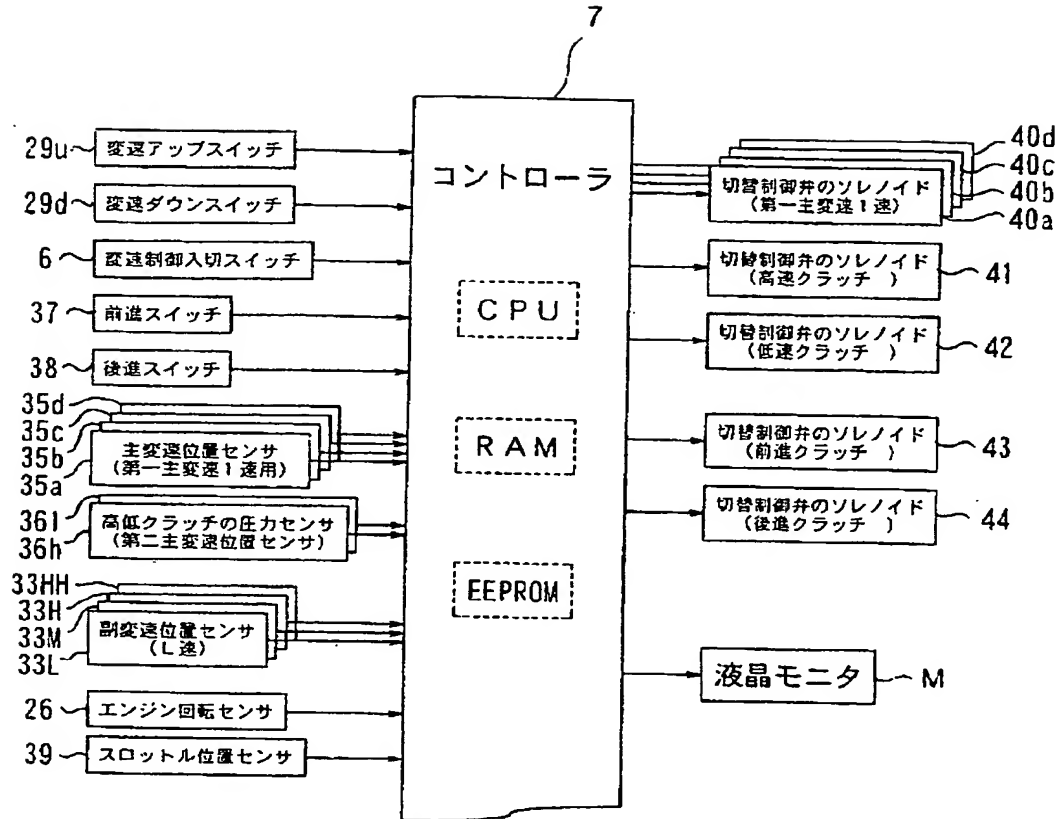 7
29u
変速アップスイッチ
29d
変速ダウンスイッチ
6
変速制御入切スイッチ
37
前進スイッチ
38
後進スイッチ
35d
35c
35b
35a
主変速位置センサ
(第一主変速1速用)
36l
36h
高低クラッチの圧力センサ
(第二主変速位置センサ)
33HH
33H
33M
33L
副変速位置センサ
(L速)
26
エンジン回転センサ
39
スロットル位置センサ
コントローラ
CPU
RAM
EEPROM
40d
40c
40b
40a
切替制御弁のソレノイド
(第一主変速1速)
切替制御弁のソレノイド
(高速クラッチ )
41
切替制御弁のソレノイド
(低速クラッチ )
42
切替制御弁のソレノイド
(前進クラッチ )
43
切替制御弁のソレノイド
(後進クラッチ )
44
液晶モニタ
M